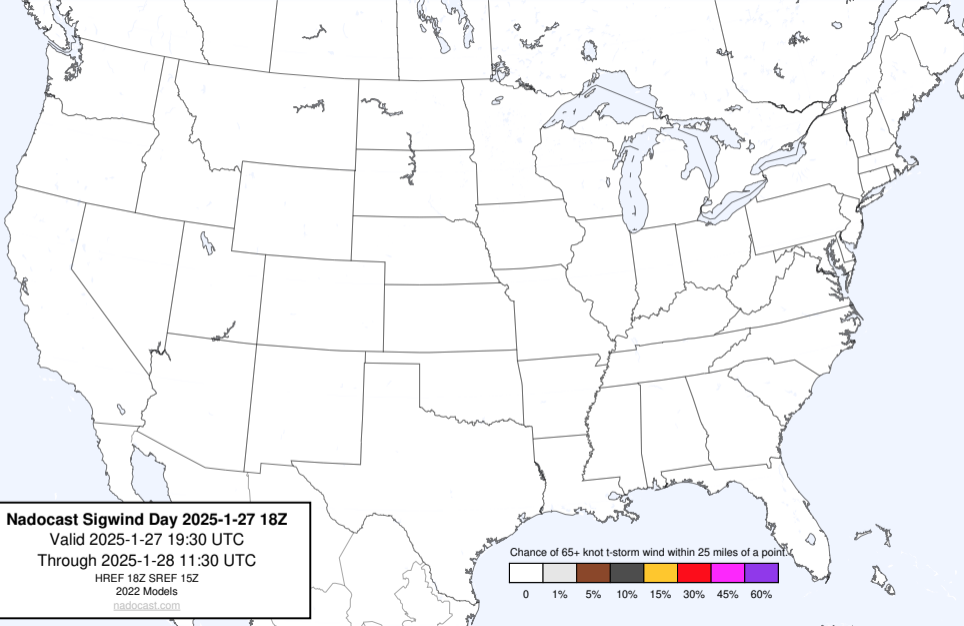 Nadocast Sigwind Day 2025-1-27 18Z
Valid 2025-1-27 19:30 UTC
Through 2025-1-28 11:30 UTC
HREF 18Z SREF 15Z
2022 Models
nadocast.com
Chance of 65+ knot t-storm wind within 25 miles of a point.
0 1% 5% 10% 15% 30% 45% 60%